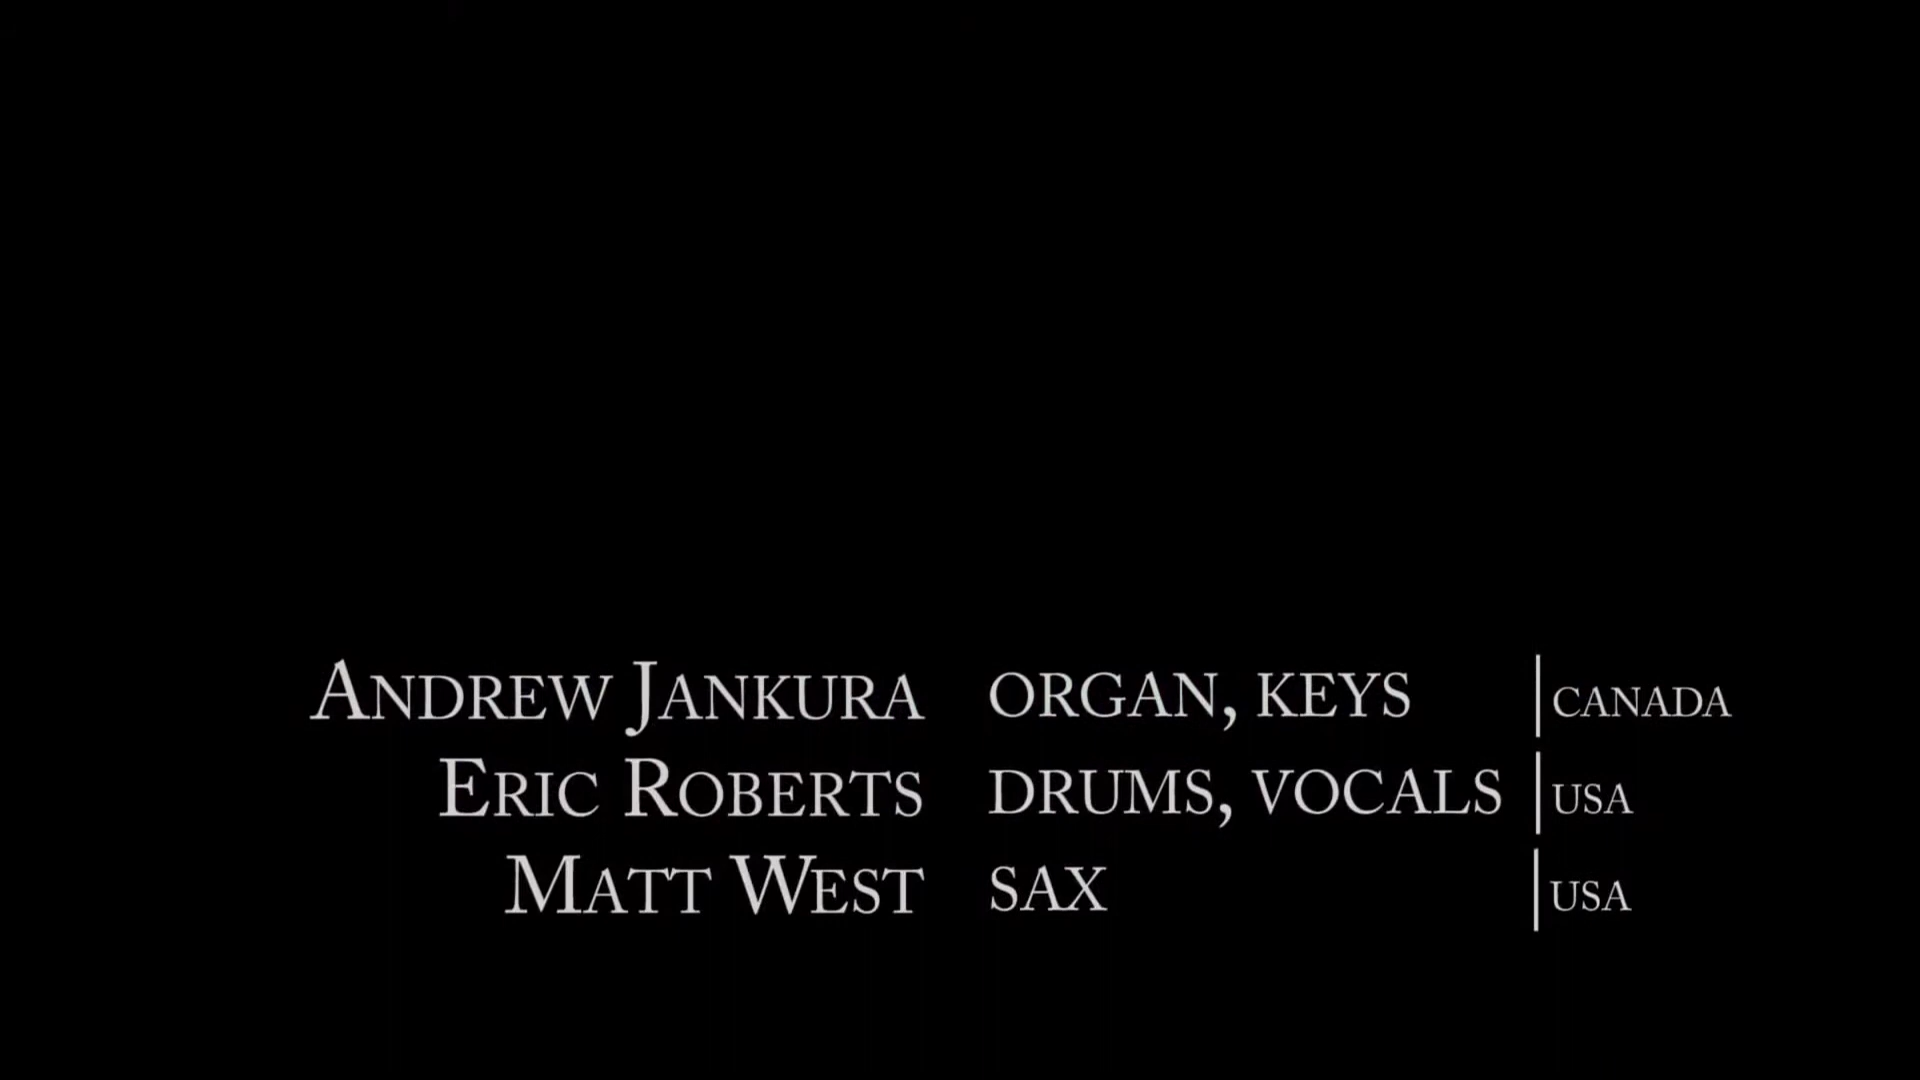 Andrew Jankura ORGAN, KEYS | CANADA
Eric Roberts DRUMS, VOCALS | USA
Matt West SAX | USA